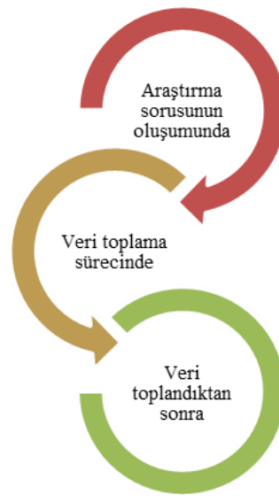 Araştırma
sorusunun
oluşumunda
Veri toplama
sürecinde
Veri
toplandıktan
sonra